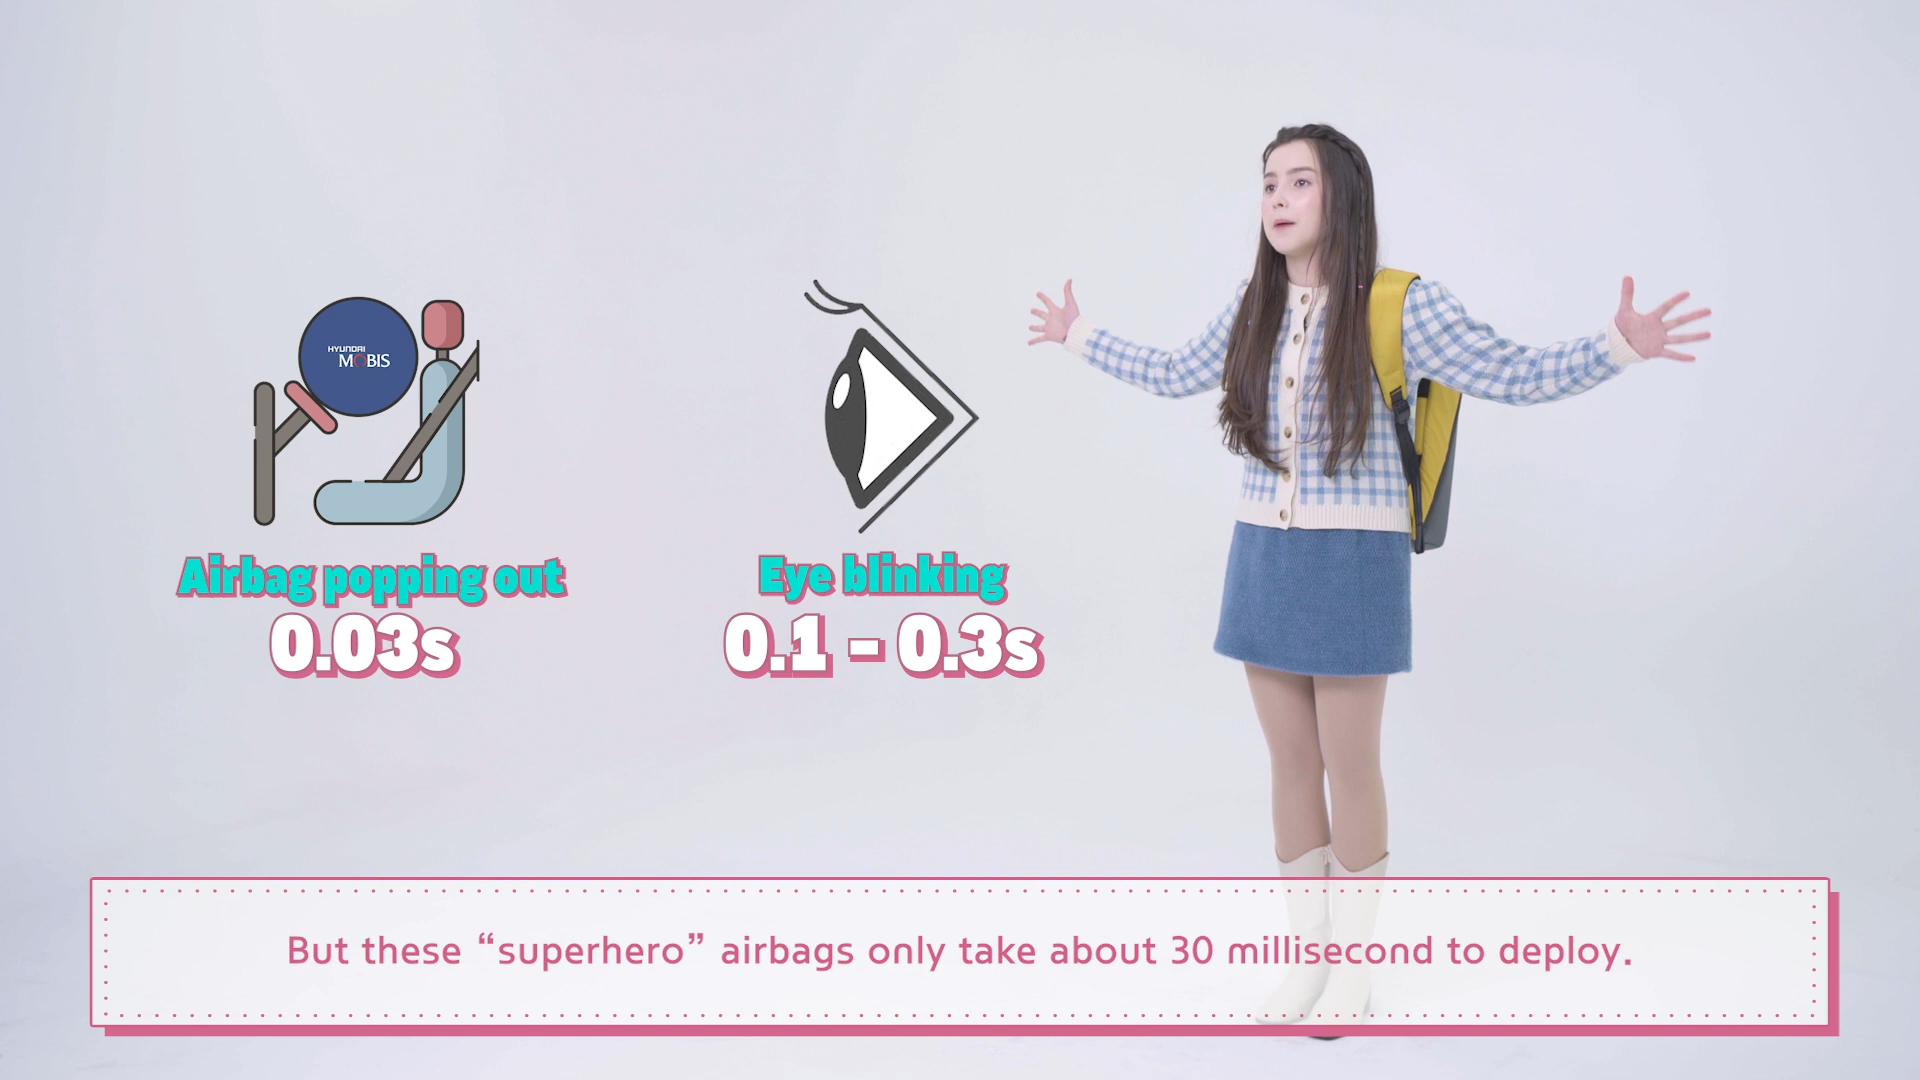 HYUNDAI
MOBIS
Airbag popping out
0.03s
Eye blinking
0.1 - 0.3s
But these “superhero” airbags only take about 30 millisecond to deploy.